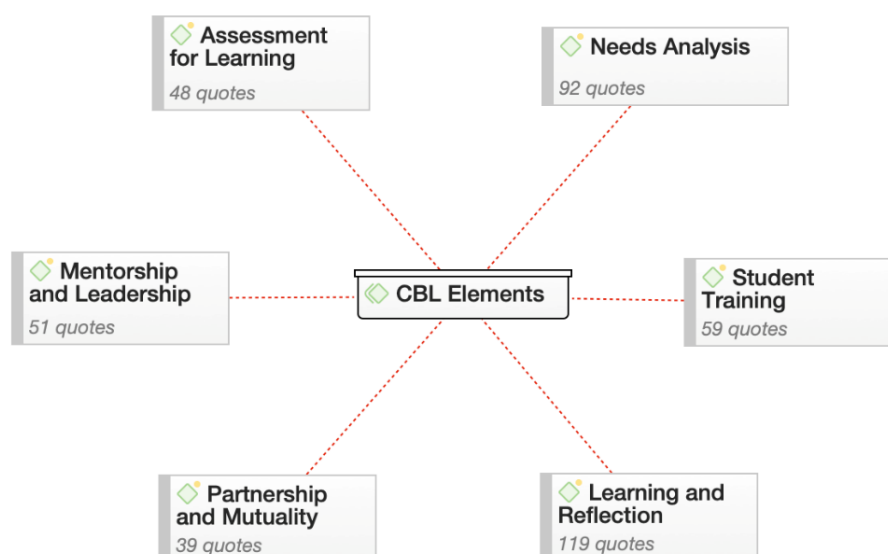 Assessment
for Learning
48 quotes
Needs Analysis
92 quotes
Mentorship
and Leadership
51 quotes
CBL Elements
Student
Training
59 quotes
Partnership
and Mutuality
39 quotes
Learning and
Reflection
119 quotes